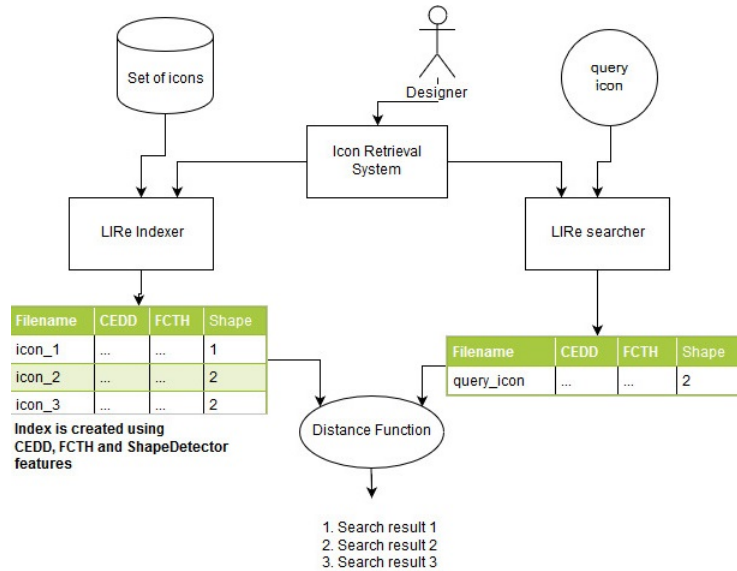 Set of icons
Designer
query
icon
Icon Retrieval
System
LIRe Indexer
LIRe searcher
Filename CEDD FCTH Shape
icon_1 ... ... 1
icon_2 ... ... 2
icon_3 ... ... 2
Index is created using
CEDD, FCTH and ShapeDetector
features
Filename CEDD FCTH Shape
query_icon ... ... 2
Distance Function
1. Search result 1
2. Search result 2
3. Search result 3